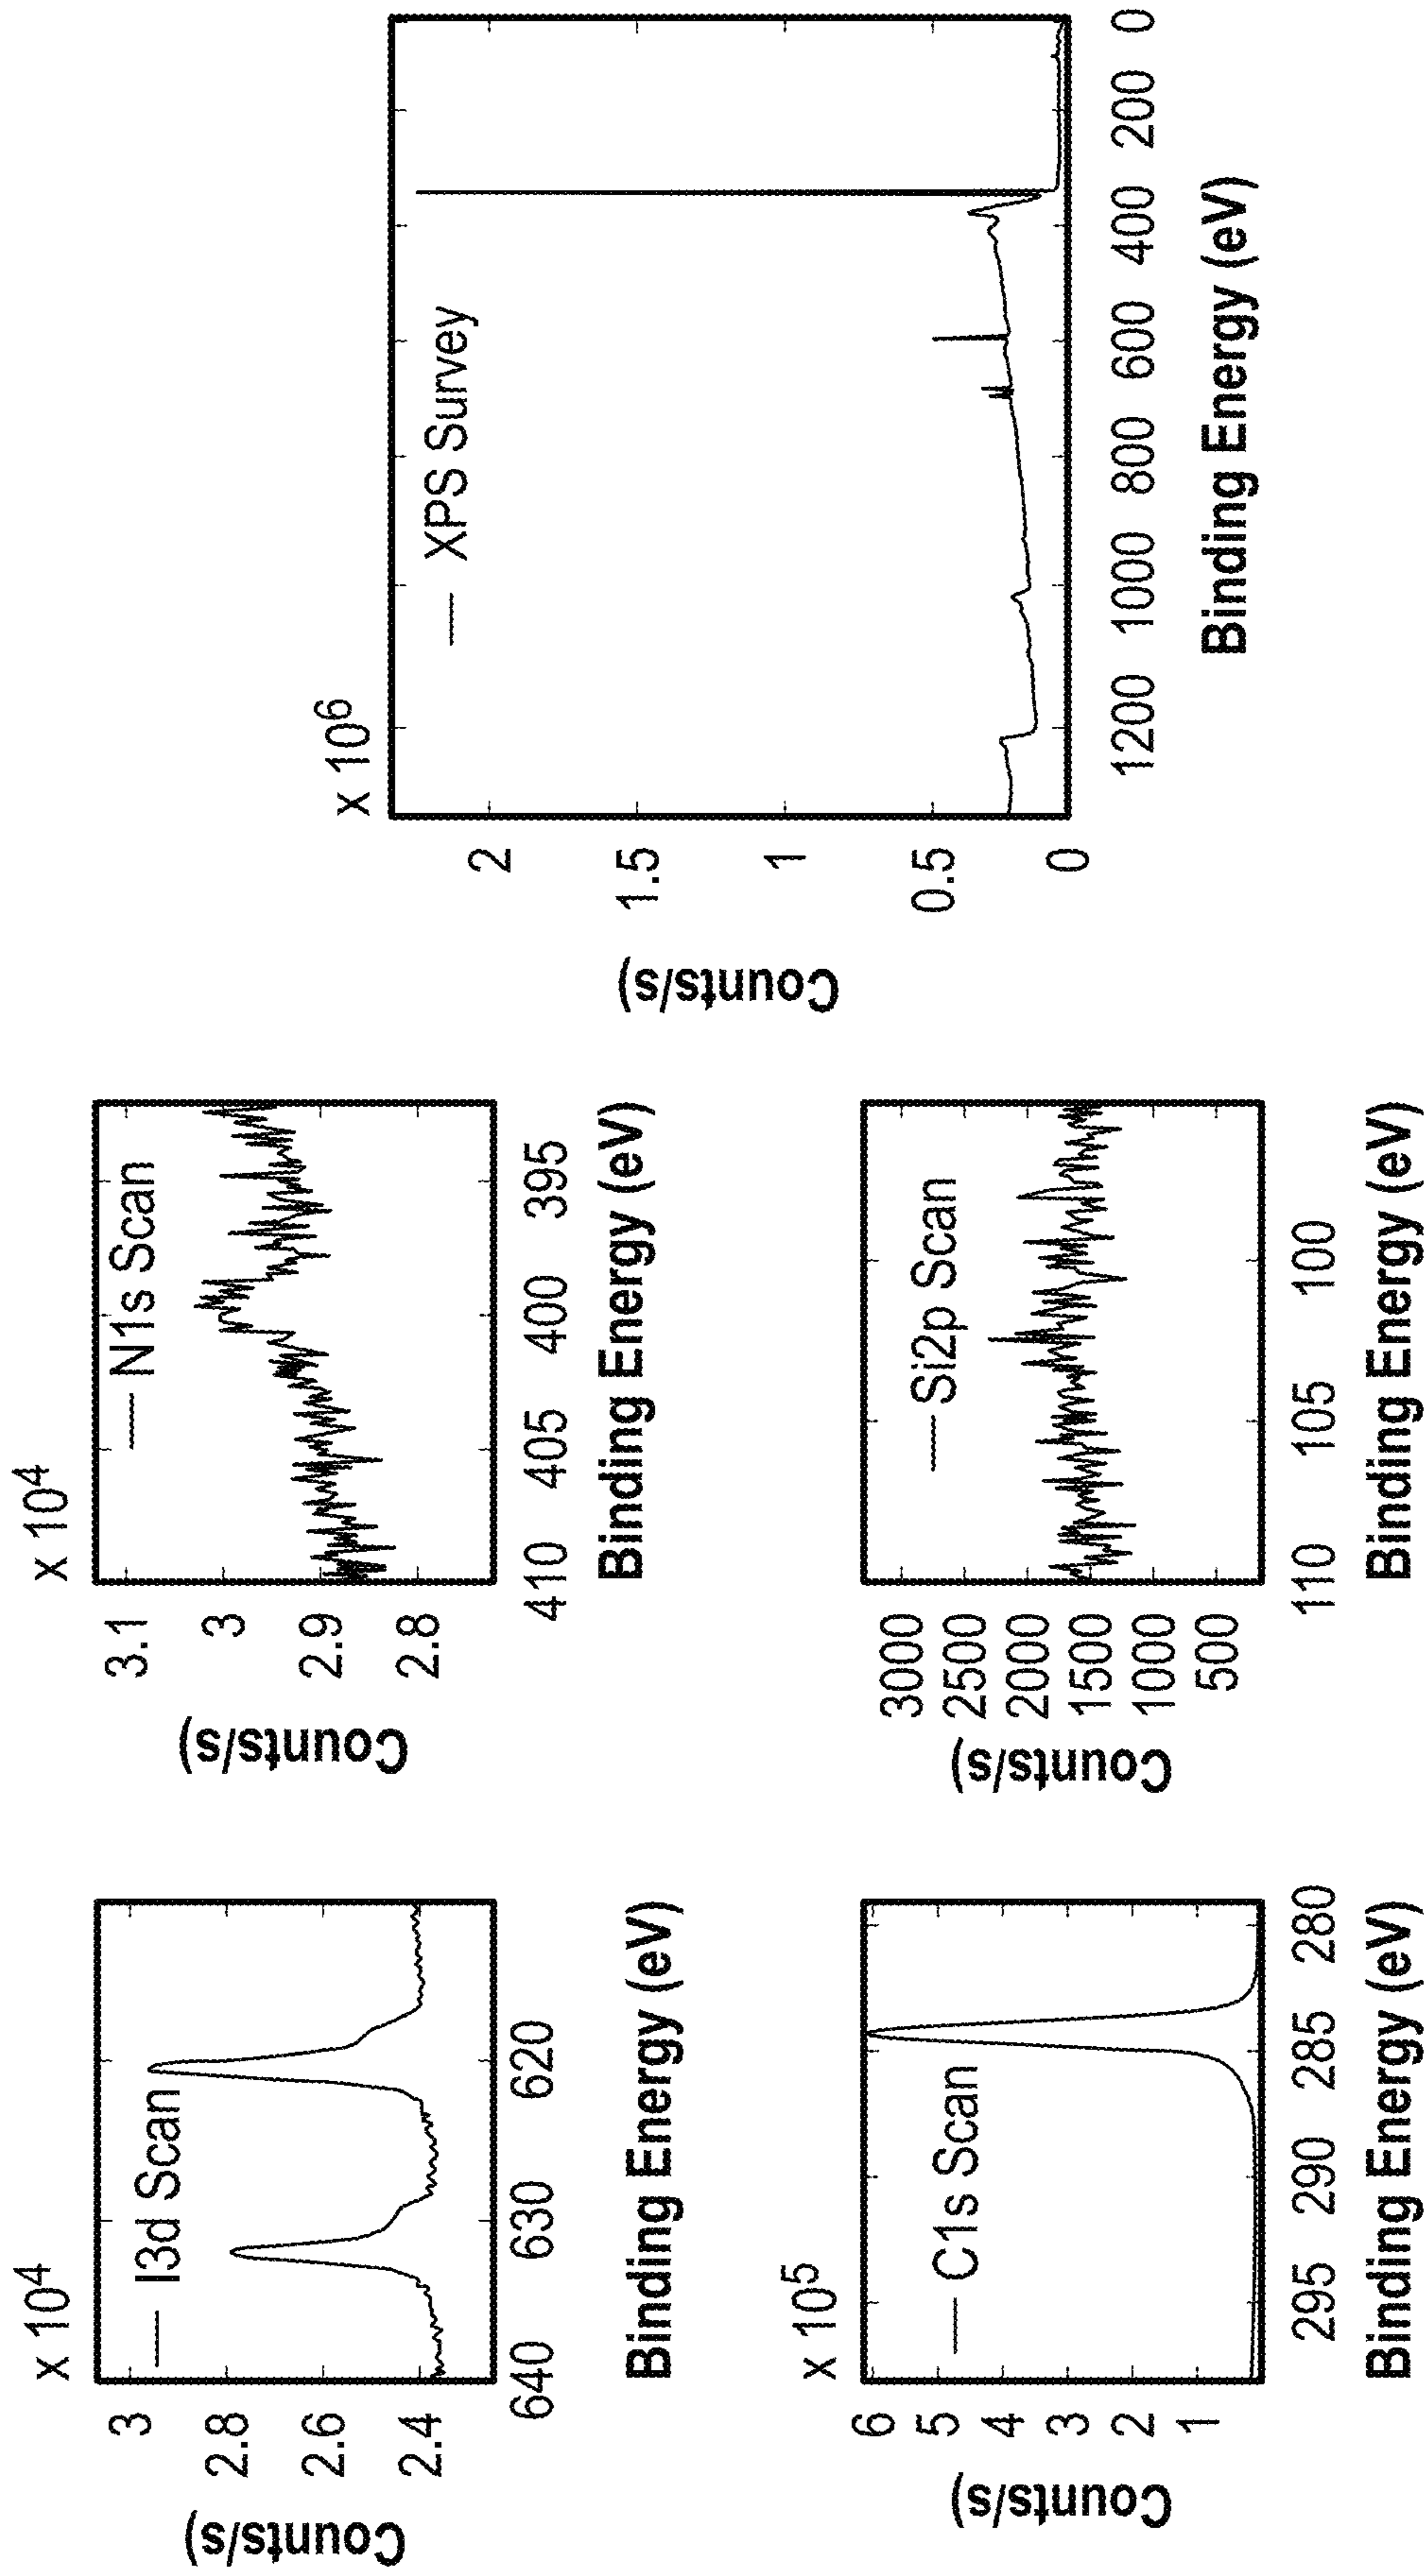 x 10^4
— I3d Scan
3
2.8
2.6
2.4
Counts/s)
640 630 620
Binding Energy (eV)
x 10^4
— N1s Scan
3.1
3
2.9
2.8
Counts/s)
410 405 400 395
Binding Energy (eV)
x 10^5
— C1s Scan
6
5
4
3
2
1
Counts/s)
295 290 285 280
Binding Energy (eV)
— Si2p Scan
3000
2500
2000
1500
1000
500
Counts/s)
110 105 100
Binding Energy (eV)
x 10^6
— XPS Survey
2
1.5
1
0.5
0
Counts/s)
1200 1000 800 600 400 200 0
Binding Energy (eV)